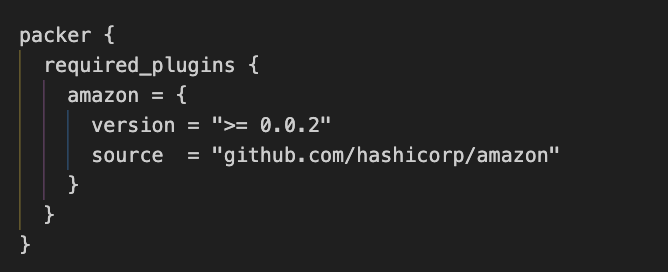 packer {
  required_plugins {
    amazon = {
      version = ">= 0.0.2"
      source  = "github.com/hashicorp/amazon"
    }
  }
}